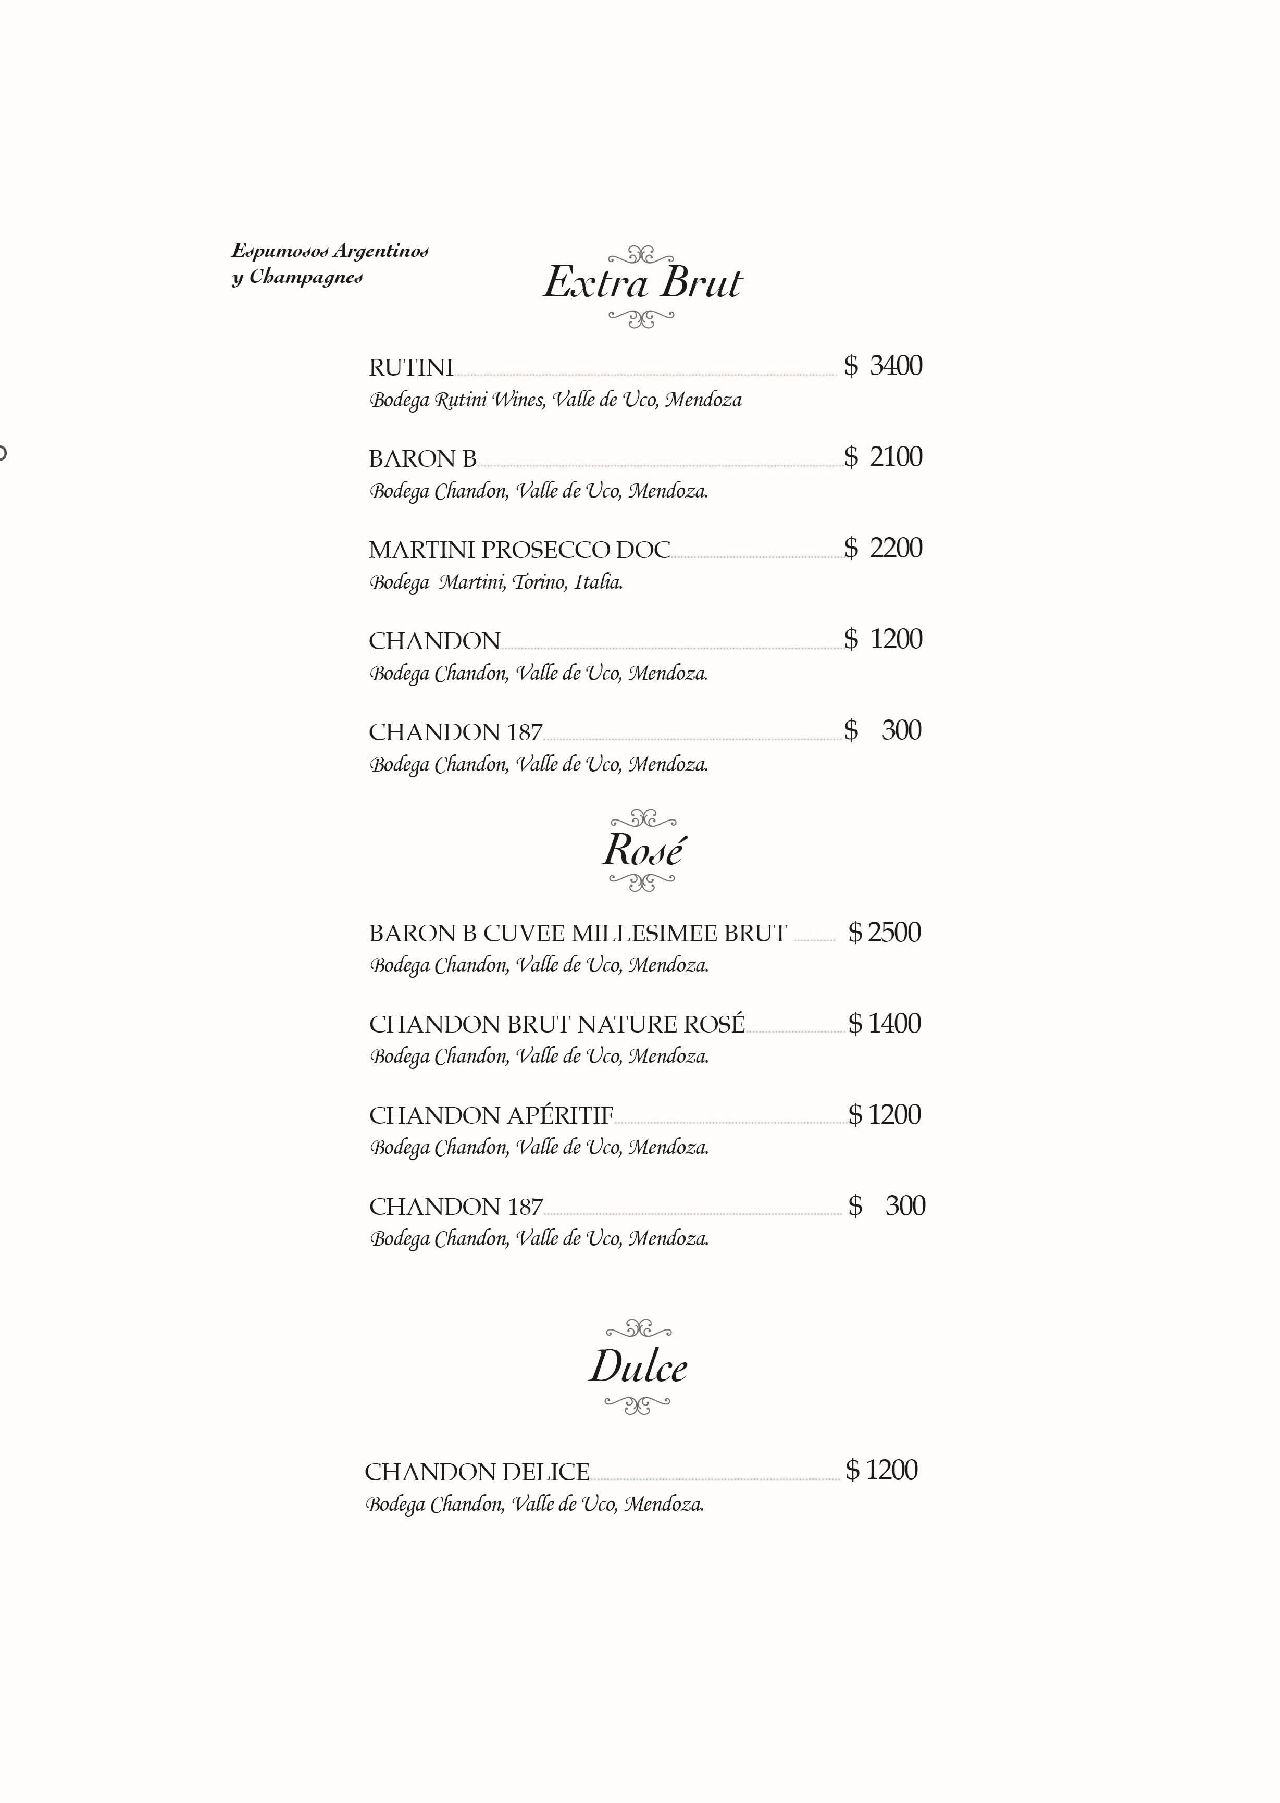 Espumosos Argentinos
y Champagnes
Extra Brut
RUTINI $ 3400
Bodega Rutini Wines, Valle de Uco, Mendoza
BARON B $ 2100
Bodega Chandon, Valle de Uco, Mendoza.
MARTINI PROSECCO DOC $ 2200
Bodega Martini, Torino, Italia.
CHANDON $ 1200
Bodega Chandon, Valle de Uco, Mendoza.
CHANDON 187 $ 300
Bodega Chandon, Valle de Uco, Mendoza.
Rosé
BARON B CUVEE MILLESIMEE BRUT $ 2500
Bodega Chandon, Valle de Uco, Mendoza.
CHANDON BRUT NATURE ROSÉ $ 1400
Bodega Chandon, Valle de Uco, Mendoza.
CHANDON APÉRITIF $ 1200
Bodega Chandon, Valle de Uco, Mendoza.
CHANDON 187 $ 300
Bodega Chandon, Valle de Uco, Mendoza.
Dulce
CHANDON DELICE $ 1200
Bodega Chandon, Valle de Uco, Mendoza.